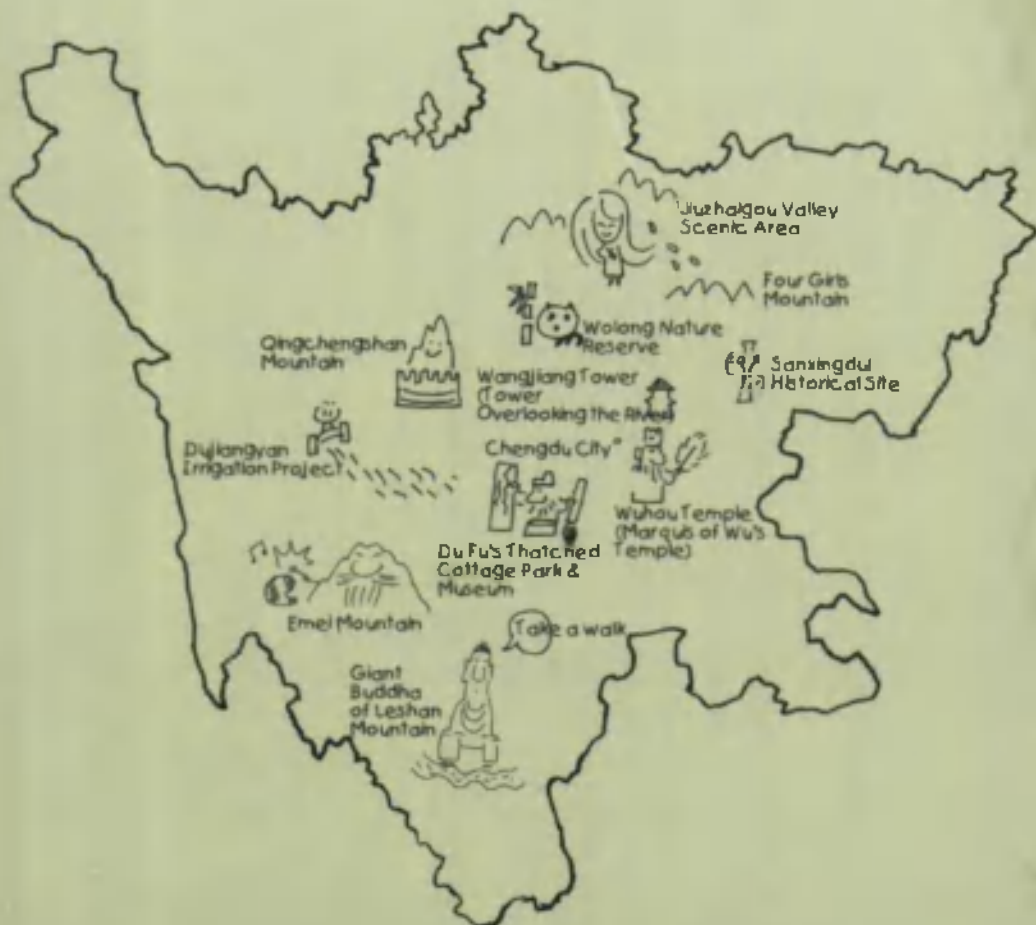 Jiuzhaigou Valley
Scenic Area
Four Girls
Mountain
Wolong Nature
Reserve
Qingchengshan
Mountain
Sanxingdui
Historical Site
Wangjiang Tower
(Tower
Overlooking the River)
Dujiangyan
Irrigation Project
Chengdu City
Wuhou Temple
(Marquis of Wu's
Temple)
Du Fu's Thatched
Cottage Park &
Museum
Emei Mountain
Take a walk
Giant
Buddha
of Leshan
Mountain